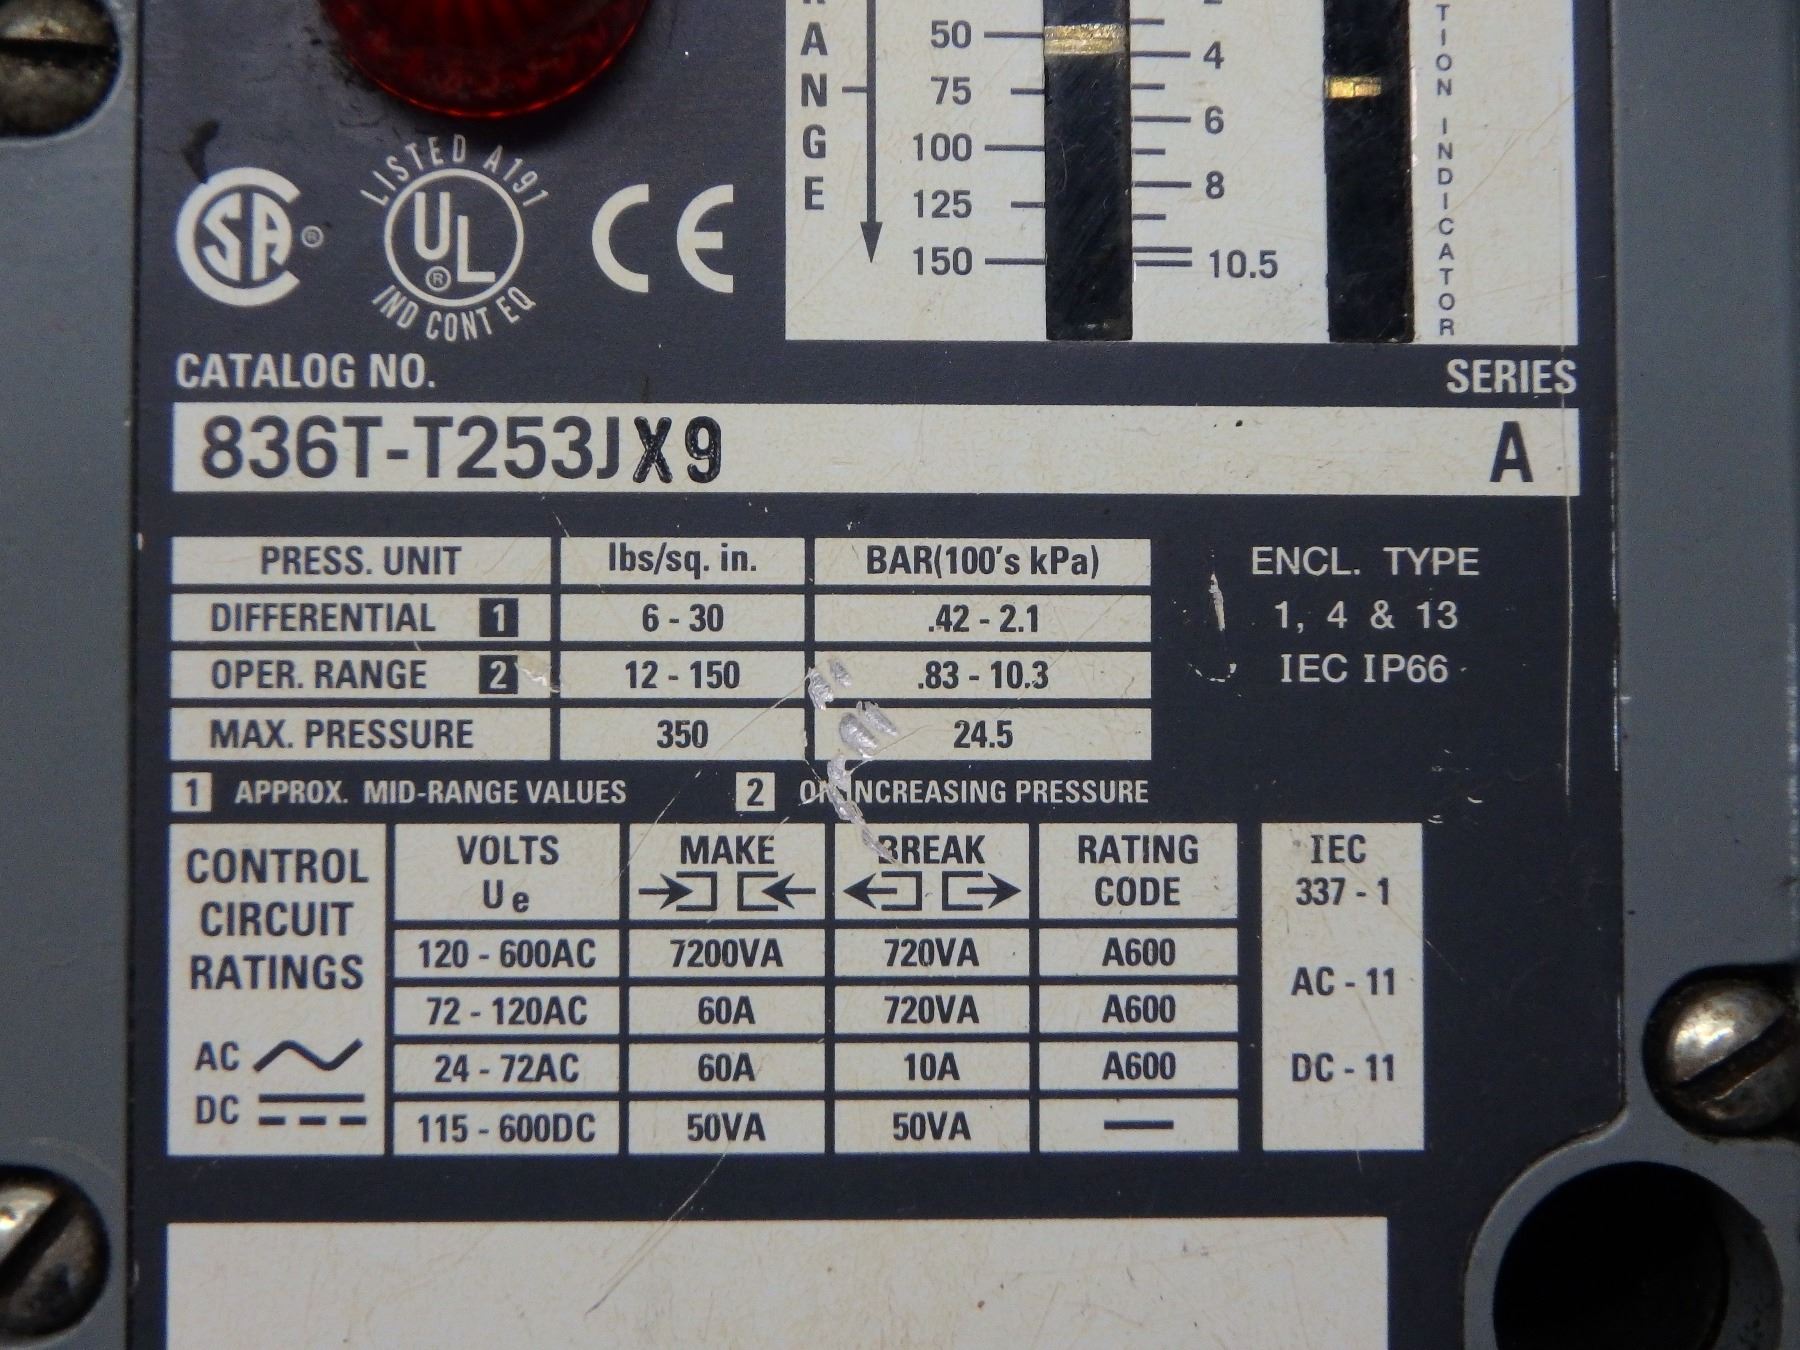 RANGE
50
75
100
125
150
4
6
8
10.5
TION INDICATOR
LISTED A191
SA ®
UL ®
IND CONT EQ
CE
CATALOG NO. SERIES
836T-T253JX9 A
PRESS. UNIT lbs/sq. in. BAR(100's kPa)
DIFFERENTIAL 1 6 - 30 .42 - 2.1
OPER. RANGE 2 12 - 150 .83 - 10.3
MAX. PRESSURE 350 24.5
ENCL. TYPE
1, 4 & 13
IEC IP66
1 APPROX. MID-RANGE VALUES 2 ON INCREASING PRESSURE
CONTROL
CIRCUIT
RATINGS
AC
DC
VOLTS
Ue
MAKE
BREAK
RATING
CODE
120 - 600AC 7200VA 720VA A600
72 - 120AC 60A 720VA A600
24 - 72AC 60A 10A A600
115 - 600DC 50VA 50VA —
IEC
337 - 1
AC - 11
DC - 11